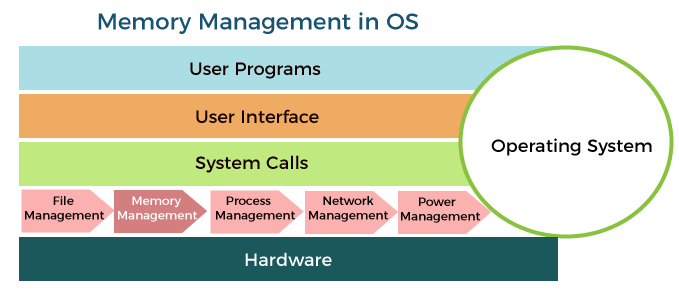 Memory Management in OS
User Programs
User Interface
System Calls
Operating System
File
Management
Memory
Management
Process
Management
Network
Management
Power
Management
Hardware